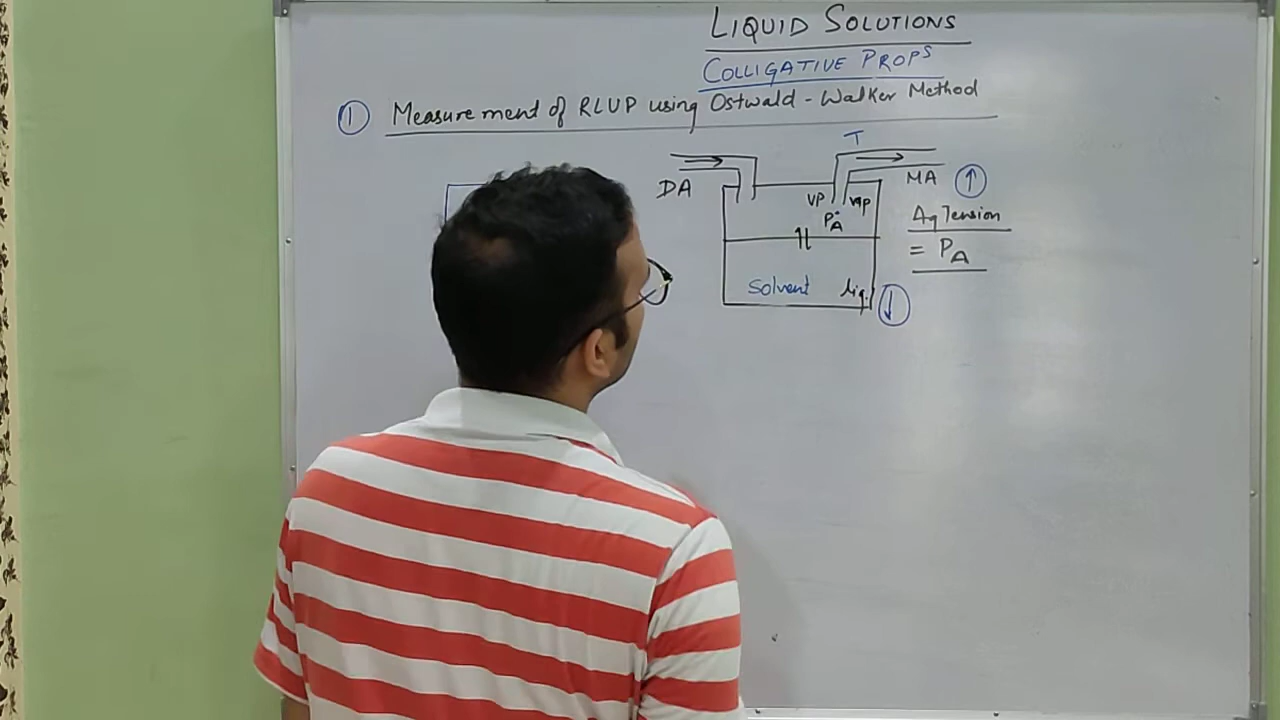 LIQUID SOLUTIONS
COLLIGATIVE PROPS
① Measurement of RLVP using Ostwald - Walker Method
T
DA
MA ↑
VP vap
P°A
Aq Tension
= PA
Solvent liq. ↓